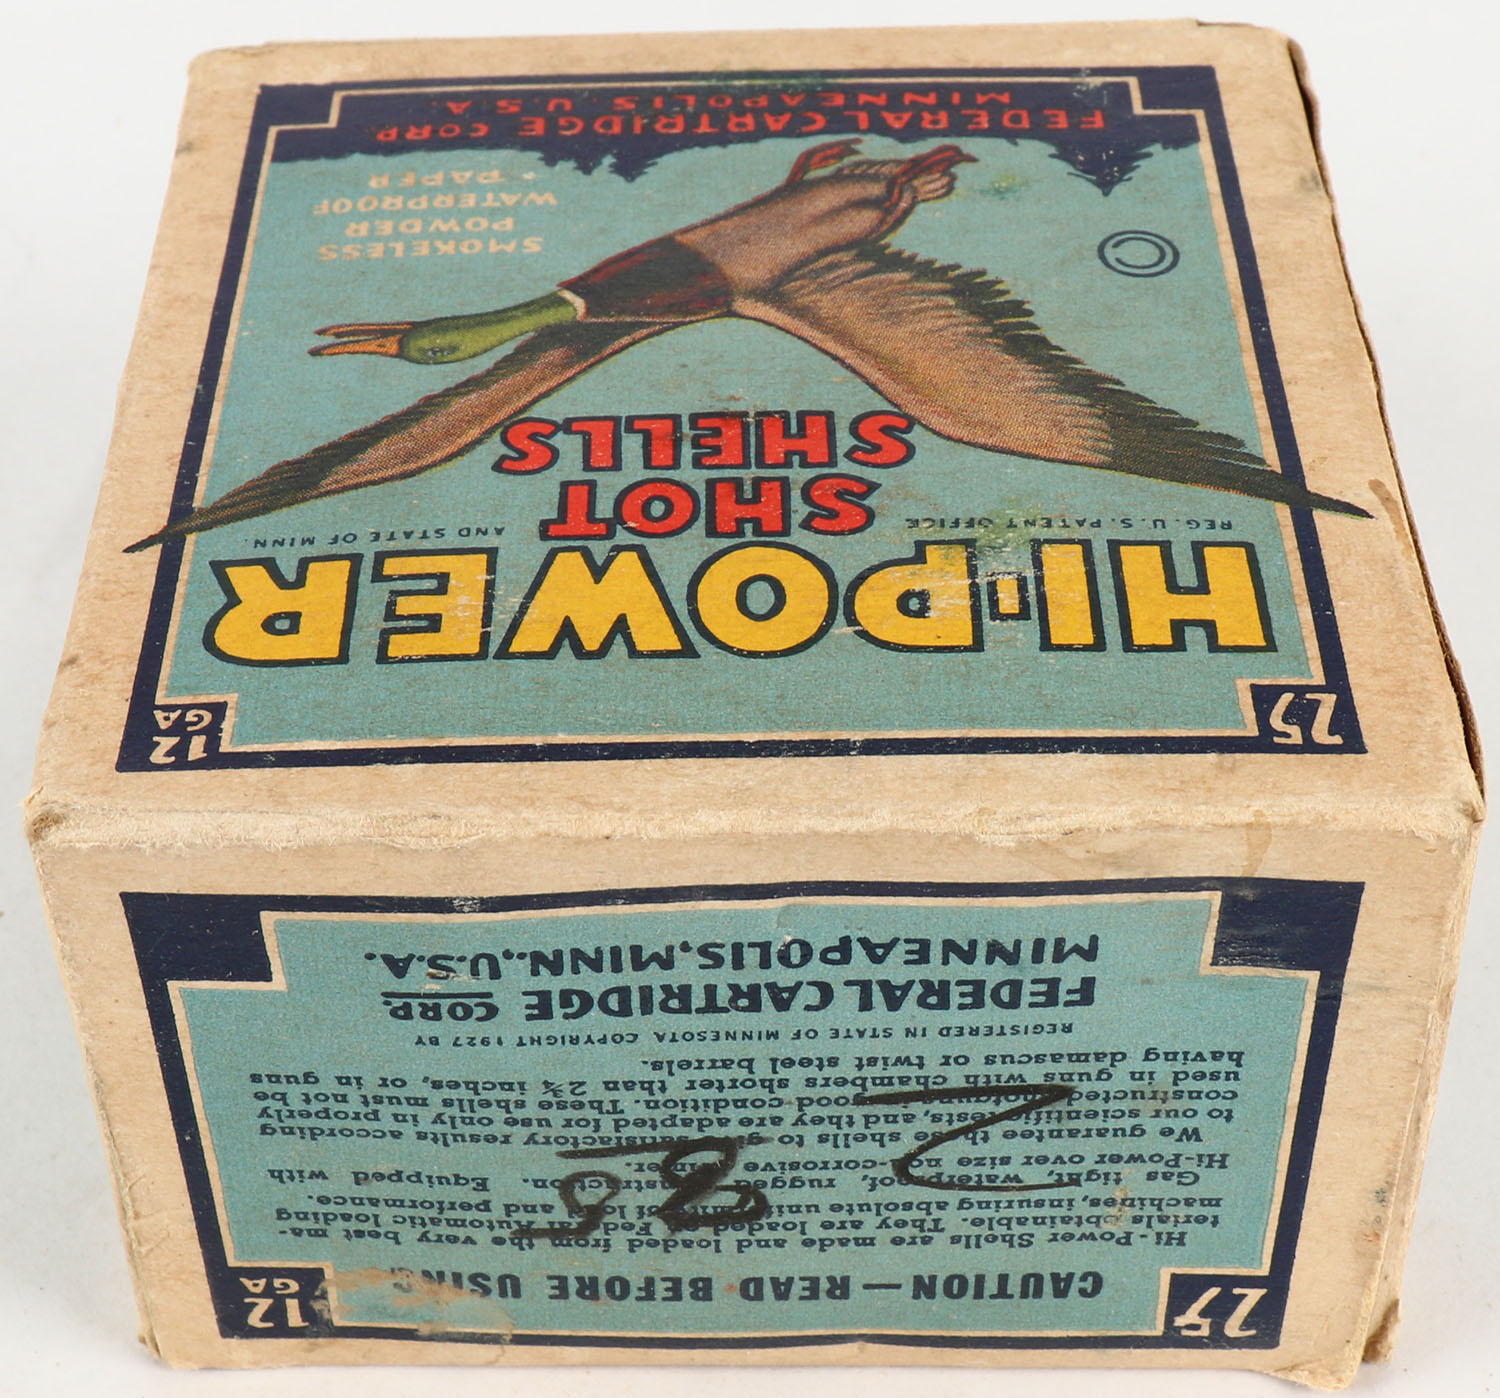 25
12
GA
HI-POWER
REG. U.S. PATENT OFFICE
AND STATE OF MINN.
SHOT
SHELLS
©
SMOKELESS
POWDER
WATERPROOF
PAPER
FEDERAL CARTRIDGE CORP.
MINNEAPOLIS, U.S.A.
25
12
GA
CAUTION—READ BEFORE USING
Hi-Power Shells are made and loaded from the very best ma-
terials obtainable. They are loaded on Federal Automatic loading
machines, insuring absolute uniformity of load and performance.
Gas tight, waterproof, rugged construction. Equipped with
Hi-Power over size non-corrosive primer.
We guarantee these shells to give satisfactory results according
to our scientific tests, and they are adapted for use only in properly
constructed shotguns in good condition. These shells must not be
used in guns with chambers shorter than 2¾ inches, or in guns
having damascus or twist steel barrels.
REGISTERED IN STATE OF MINNESOTA COPYRIGHT 1927 BY
FEDERAL CARTRIDGE CORP.
MINNEAPOLIS, MINN., U.S.A.